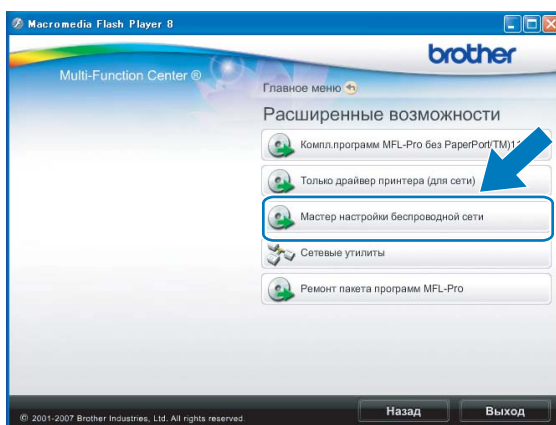 Macromedia Flash Player 8
brother
Multi-Function Center ®
Главное меню
Расширенные возможности
Компл.программ MFL-Pro без PaperPort(TM)1
Только драйвер принтера (для сети)
Мастер настройки беспроводной сети
Сетевые утилиты
Ремонт пакета программ MFL-Pro
© 2001-2007 Brother Industries, Ltd. All rights reserved.
Назад
Выход